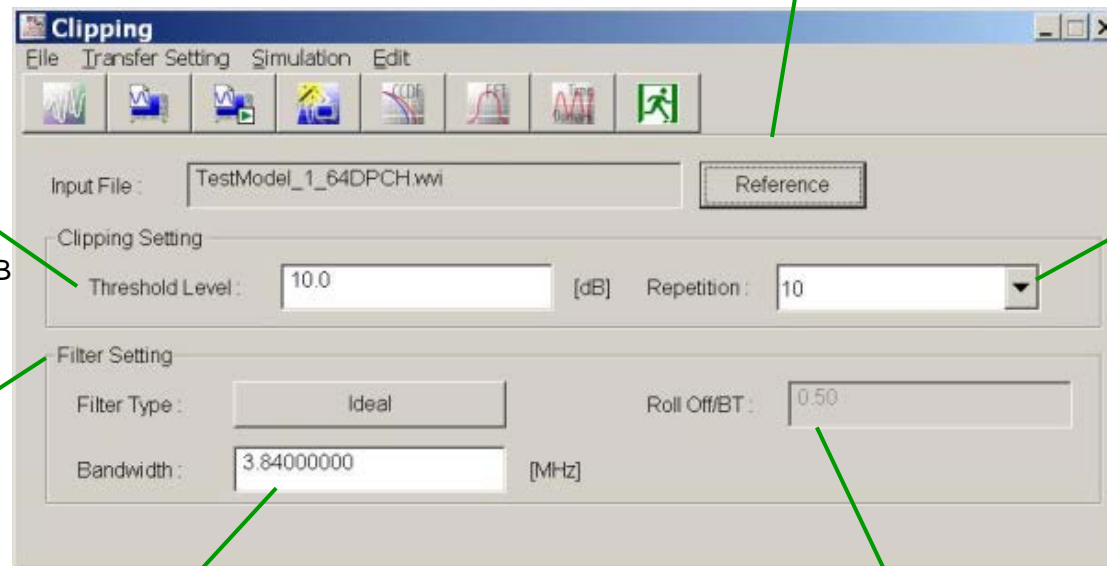 Clipping
File Transfer Setting Simulation Edit
CCDF FFT Time Domain
Input File : TestModel_1_64DPCH.wvi Reference
Clipping Setting
B
Threshold Level : 10.0 [dB] Repetition : 10
Filter Setting
Filter Type : Ideal Roll Off/BT : 0.50
Bandwidth : 3.84000000 [MHz]